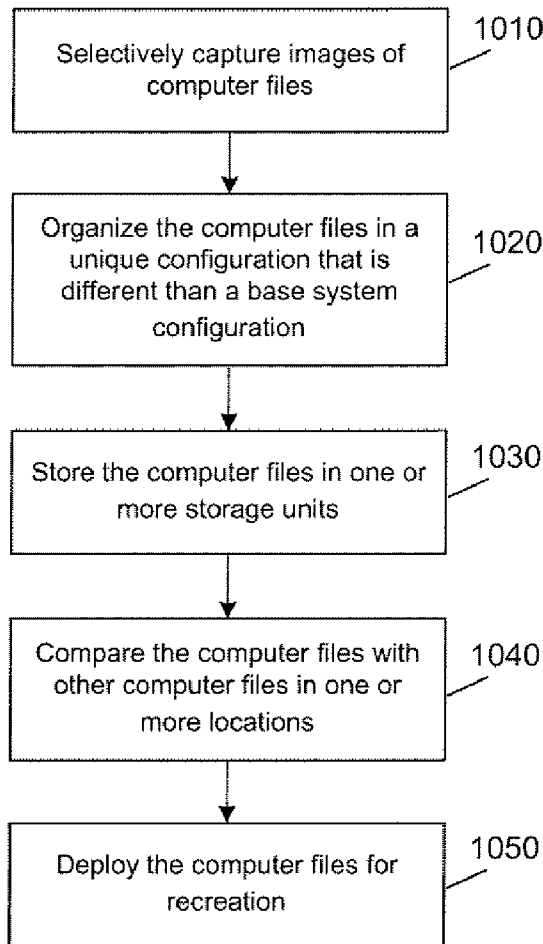 Selectively capture images of
computer files
1010
Organize the computer files in a
unique configuration that is
different than a base system
configuration
1020
Store the computer files in one or
more storage units
1030
Compare the computer files with
other computer files in one or
more locations
1040
Deploy the computer files for
recreation
1050